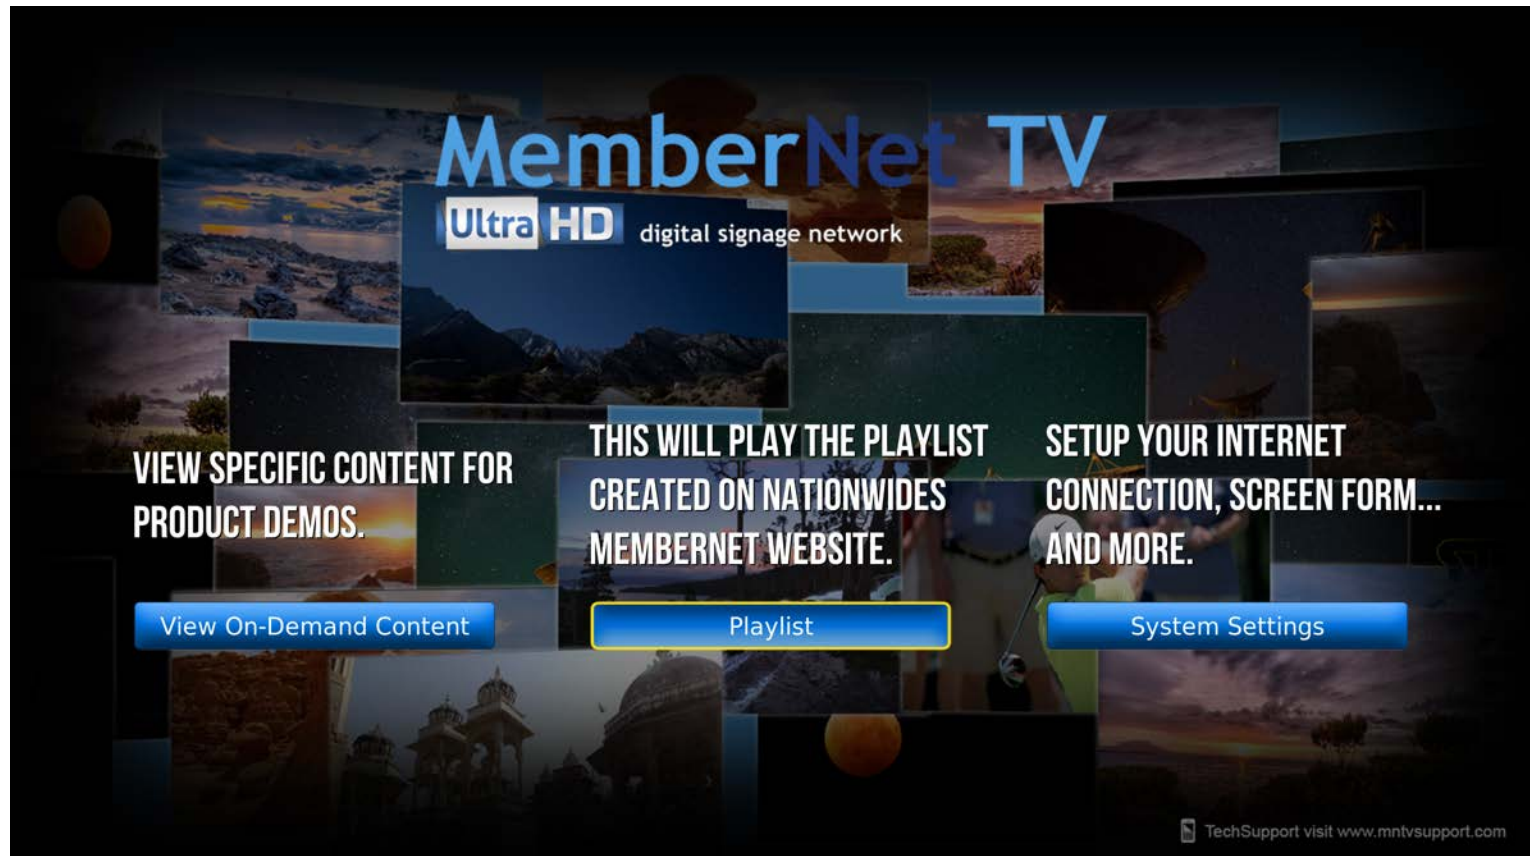 MemberNet TV
Ultra HD digital signage network
VIEW SPECIFIC CONTENT FOR
PRODUCT DEMOS.
View On-Demand Content
THIS WILL PLAY THE PLAYLIST
CREATED ON NATIONWIDES
MEMBERNET WEBSITE.
Playlist
SETUP YOUR INTERNET
CONNECTION, SCREEN FORM...
AND MORE.
System Settings
TechSupport visit www.mntvsupport.com